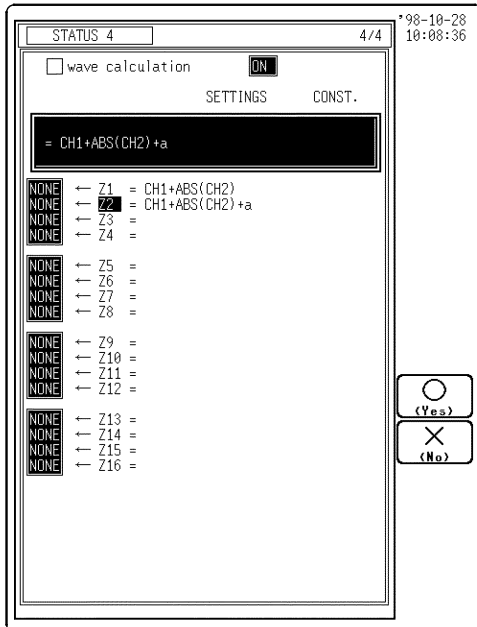 '98-10-28
STATUS 4 4/4 10:08:36
wave calculation ON
SETTINGS CONST.
= CH1+ABS(CH2)+a
NONE ← Z1 = CH1+ABS(CH2)
NONE ← Z2 = CH1+ABS(CH2)+a
NONE ← Z3 =
NONE ← Z4 =
NONE ← Z5 =
NONE ← Z6 =
NONE ← Z7 =
NONE ← Z8 =
NONE ← Z9 =
NONE ← Z10 =
NONE ← Z11 =
NONE ← Z12 =
(Yes)
NONE ← Z13 =
NONE ← Z14 =
NONE ← Z15 =
NONE ← Z16 =
(No)